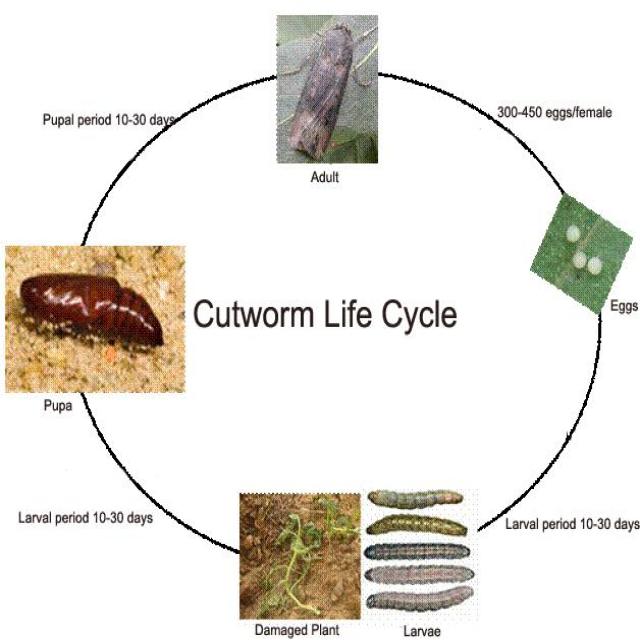 Pupal period 10-30 days
300-450 eggs/female
Adult
Eggs
Cutworm Life Cycle
Pupa
Larval period 10-30 days
Larval period 10-30 days
Damaged Plant
Larvae